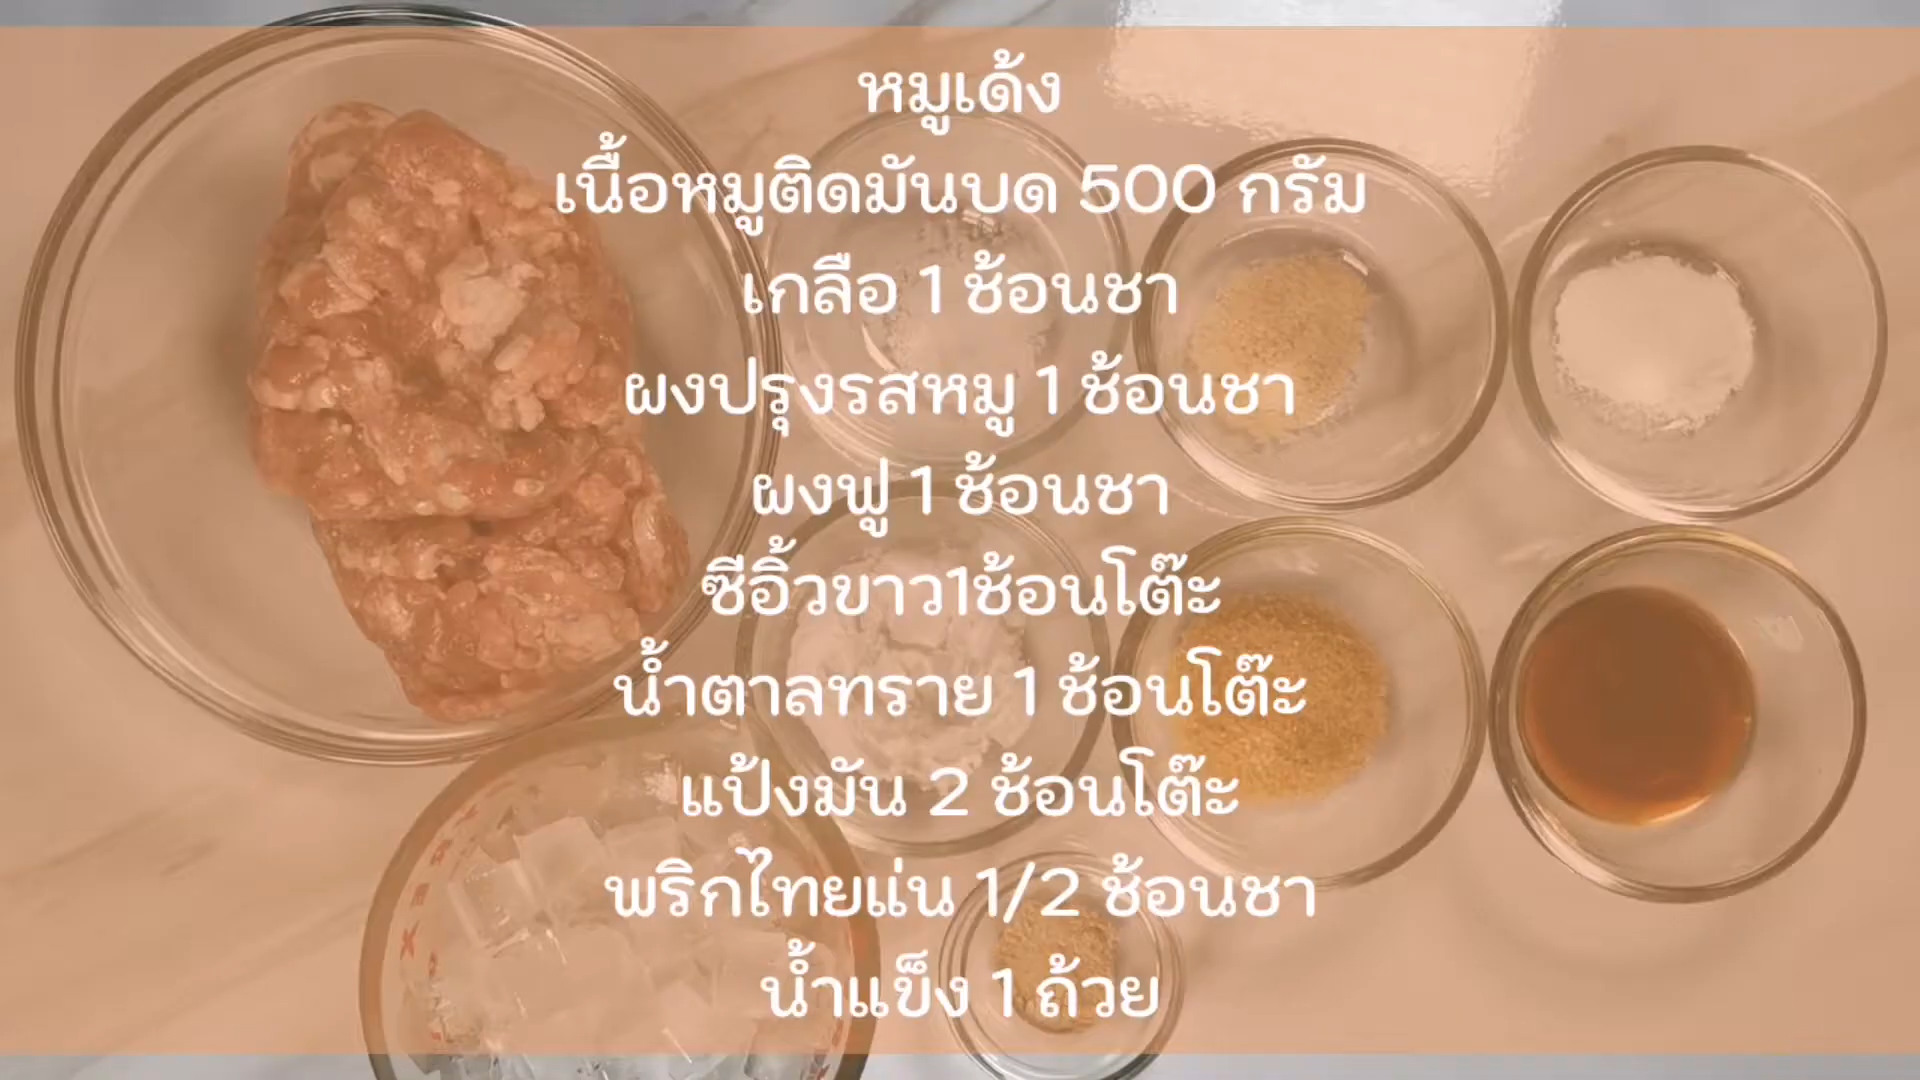 หมูเด้ง
เนื้อหมูติดมันบด 500 กรัม
เกลือ 1 ช้อนชา
ผงปรุงรสหมู 1 ช้อนชา
ผงฟู 1 ช้อนชา
ซีอิ้วขาว1ช้อนโต๊ะ
น้ำตาลทราย 1 ช้อนโต๊ะ
แป้งมัน 2 ช้อนโต๊ะ
พริกไทยแ่น 1/2 ช้อนชา
น้ำแข็ง 1 ถ้วย